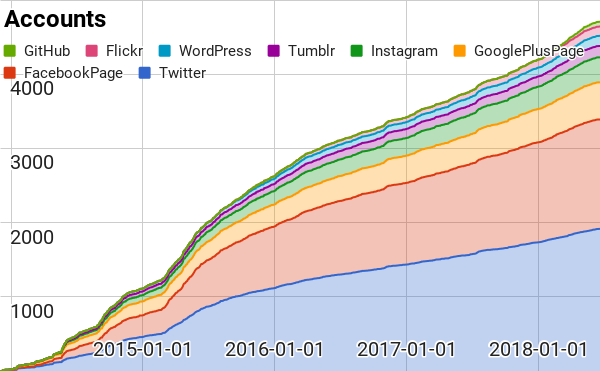 Accounts
GitHub Flickr WordPress Tumblr Instagram GooglePlusPage
FacebookPage Twitter
4000
3000
2000
1000
2015-01-01 2016-01-01 2017-01-01 2018-01-01